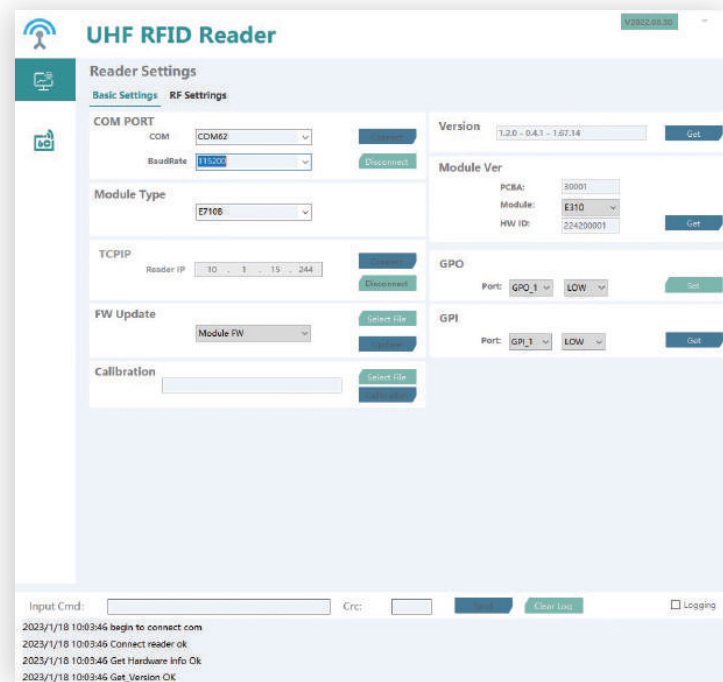 V2022.08.30
UHF RFID Reader
Reader Settings
Basic Settings RF Settrings
COM PORT
COM COM62 Connect
BaudRate 115200 Disconnect
Module Type
E710B
TCPIP
Reader IP 10 . 1 . 15 . 244 Connect
Disconnect
FW Update
Select File
Module FW
Update
Calibration
Select File
Version 1.2.0 - 0.4.1 - 1.67.14 Get
Module Ver
PCBA: 30001
Module: E310
HW ID: 224200001 Get
GPO
Port: GPO_1 LOW Set
GPI
Port: GPI_1 LOW Get
Input Cmd: Crc: Clear Log Logging
2023/1/18 10:03:46 begin to connect com
2023/1/18 10:03:46 Connect reader ok
2023/1/18 10:03:46 Get Hardware Info Ok
2023/1/18 10:03:46 Get_Version OK